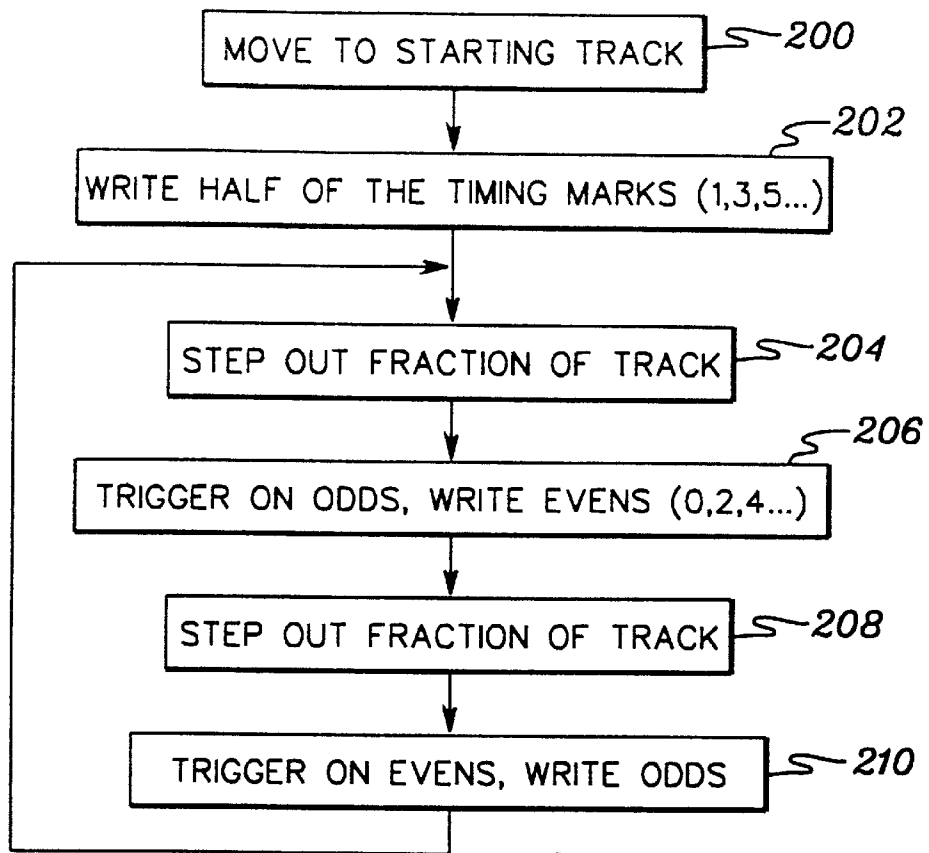 MOVE TO STARTING TRACK
200
202
WRITE HALF OF THE TIMING MARKS (1,3,5...)
STEP OUT FRACTION OF TRACK
204
206
TRIGGER ON ODDS, WRITE EVENS (0,2,4...)
STEP OUT FRACTION OF TRACK
208
TRIGGER ON EVENS, WRITE ODDS
210